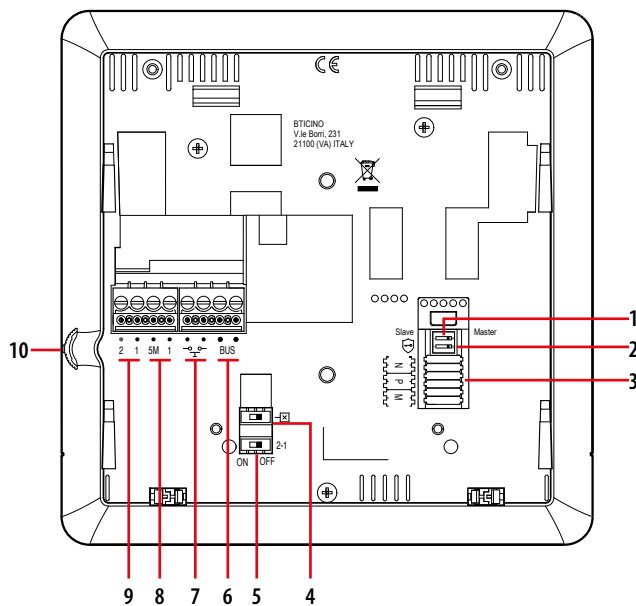 CE
BTICINO
V.le Borri, 231
21100 (VA) ITALY
1
Slave Master
2
N
P
M
3
10
2 1 5M 1 BUS
2-1
ON OFF
9 8 7 6 5 4